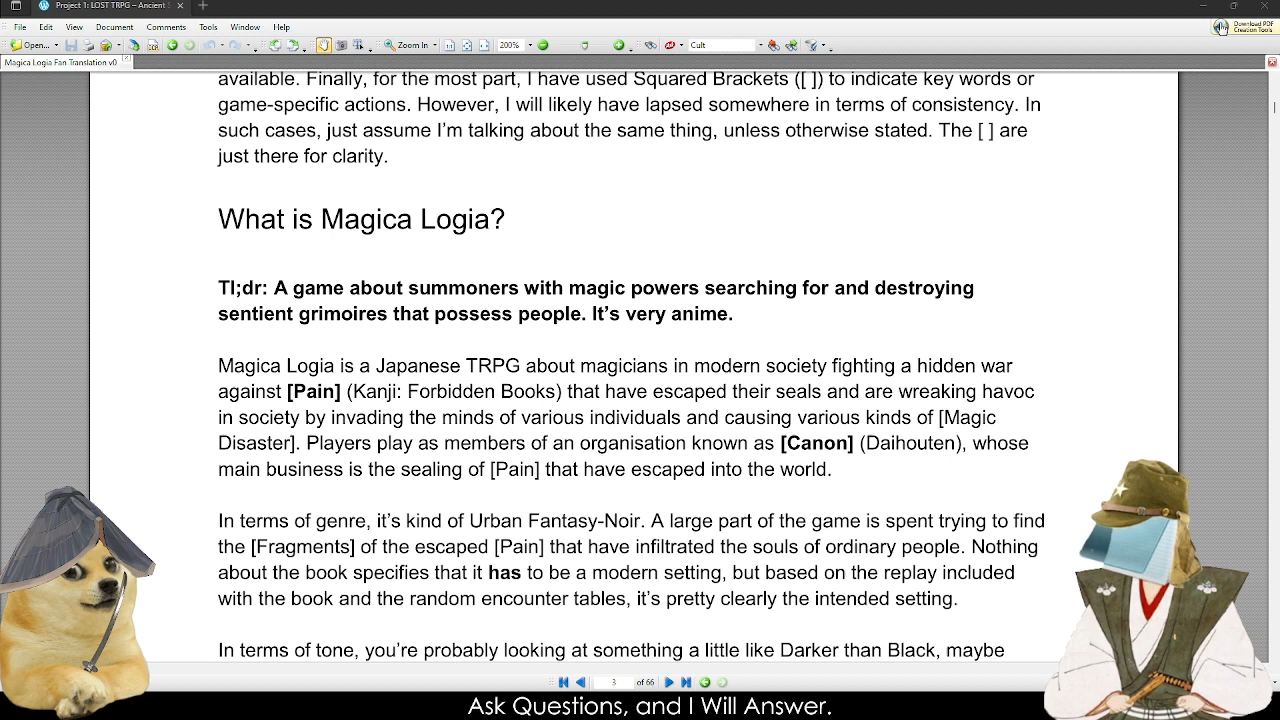 Project 1: LOST TRPG – Ancient
File Edit View Document Comments Tools Window Help
Open... Zoom In 200% Cult
Download PDF
Creation Tools
Magica Logia Fan Translation v0
available. Finally, for the most part, I have used Squared Brackets ([ ]) to indicate key words or
game-specific actions. However, I will likely have lapsed somewhere in terms of consistency. In
such cases, just assume I’m talking about the same thing, unless otherwise stated. The [ ] are
just there for clarity.
What is Magica Logia?
Tl;dr: A game about summoners with magic powers searching for and destroying
sentient grimoires that possess people. It’s very anime.
Magica Logia is a Japanese TRPG about magicians in modern society fighting a hidden war
against [Pain] (Kanji: Forbidden Books) that have escaped their seals and are wreaking havoc
in society by invading the minds of various individuals and causing various kinds of [Magic
Disaster]. Players play as members of an organisation known as [Canon] (Daihouten), whose
main business is the sealing of [Pain] that have escaped into the world.
In terms of genre, it’s kind of Urban Fantasy-Noir. A large part of the game is spent trying to find
the [Fragments] of the escaped [Pain] that have infiltrated the souls of ordinary people. Nothing
about the book specifies that it has to be a modern setting, but based on the replay included
with the book and the random encounter tables, it’s pretty clearly the intended setting.
In terms of tone, you’re probably looking at something a little like Darker than Black, maybe
3 of 66
Ask Questions, and I Will Answer.